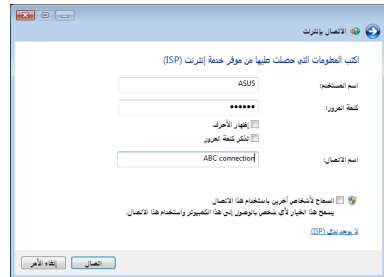 الاتصال بإنترنت
اكتب المعلومات التي حصلت عليها من موفر خدمة إنترنت (ISP)
اسم المستخدم: ASUS
كلمة المرور: ••••••
إظهار الأحرف
تذكر كلمة المرور
اسم الاتصال: ABC connection
السماح لأشخاص آخرين باستخدام هذا الاتصال
يسمح هذا الخيار لأي شخص بالوصول إلى هذا الكمبيوتر واستخدام هذا الاتصال.
لا يوجد لدي (ISP)
اتصال إلغاء الأمر